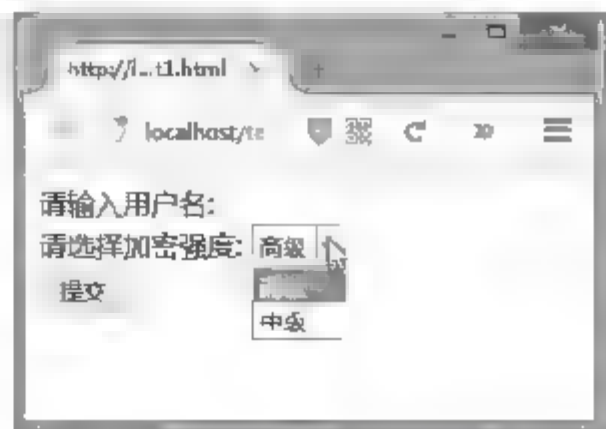 http://l...t1.html
+
localhost/te
请输入用户名:
请选择加密强度: 高级
提交
中级